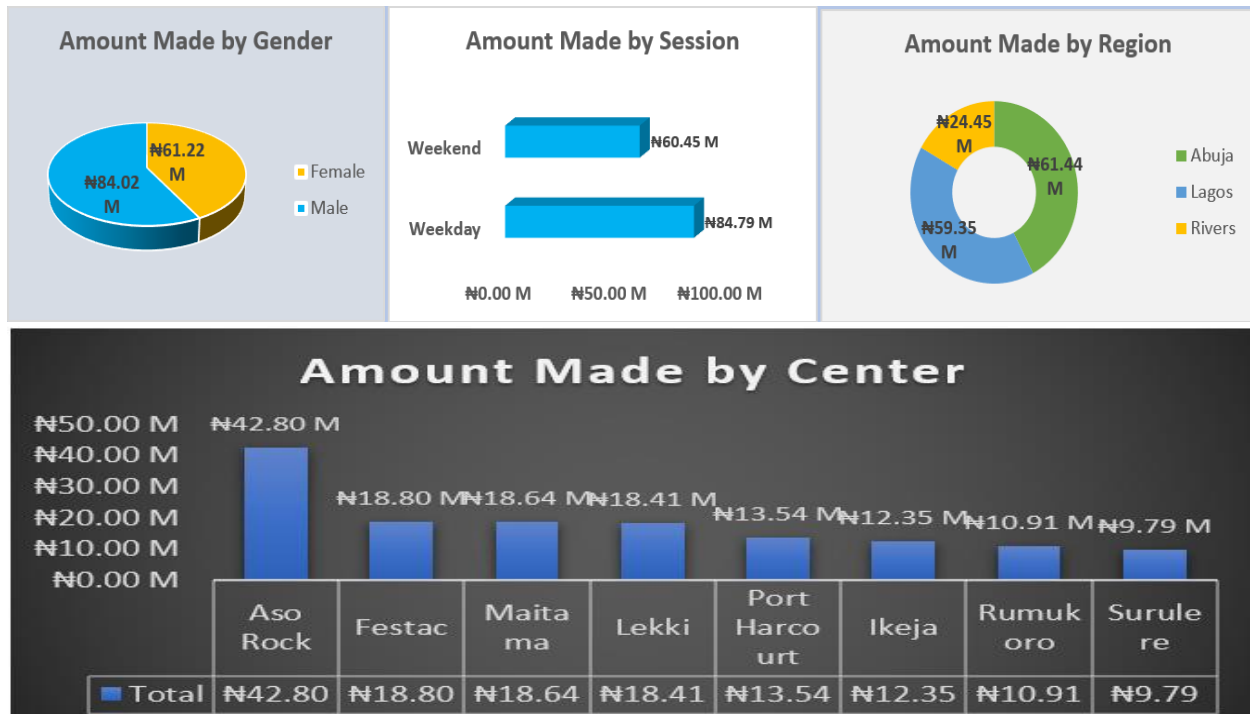 Amount Made by Gender
₦61.22
M
₦84.02
M
Female
Male
Amount Made by Session
Weekend
₦60.45 M
Weekday
₦84.79 M
₦0.00 M ₦50.00 M ₦100.00 M
Amount Made by Region
₦24.45
M
₦61.44
M
₦59.35
M
Abuja
Lagos
Rivers
Amount Made by Center
₦50.00 M
₦40.00 M
₦30.00 M
₦20.00 M
₦10.00 M
₦0.00 M
₦42.80 M
₦18.80 M
₦18.64 M
₦18.41 M
₦13.54 M
₦12.35 M
₦10.91 M
₦9.79 M
Aso
Rock
Festac
Maita
ma
Lekki
Port
Harco
urt
Ikeja
Rumuk
oro
Surule
re
Total ₦42.80 ₦18.80 ₦18.64 ₦18.41 ₦13.54 ₦12.35 ₦10.91 ₦9.79